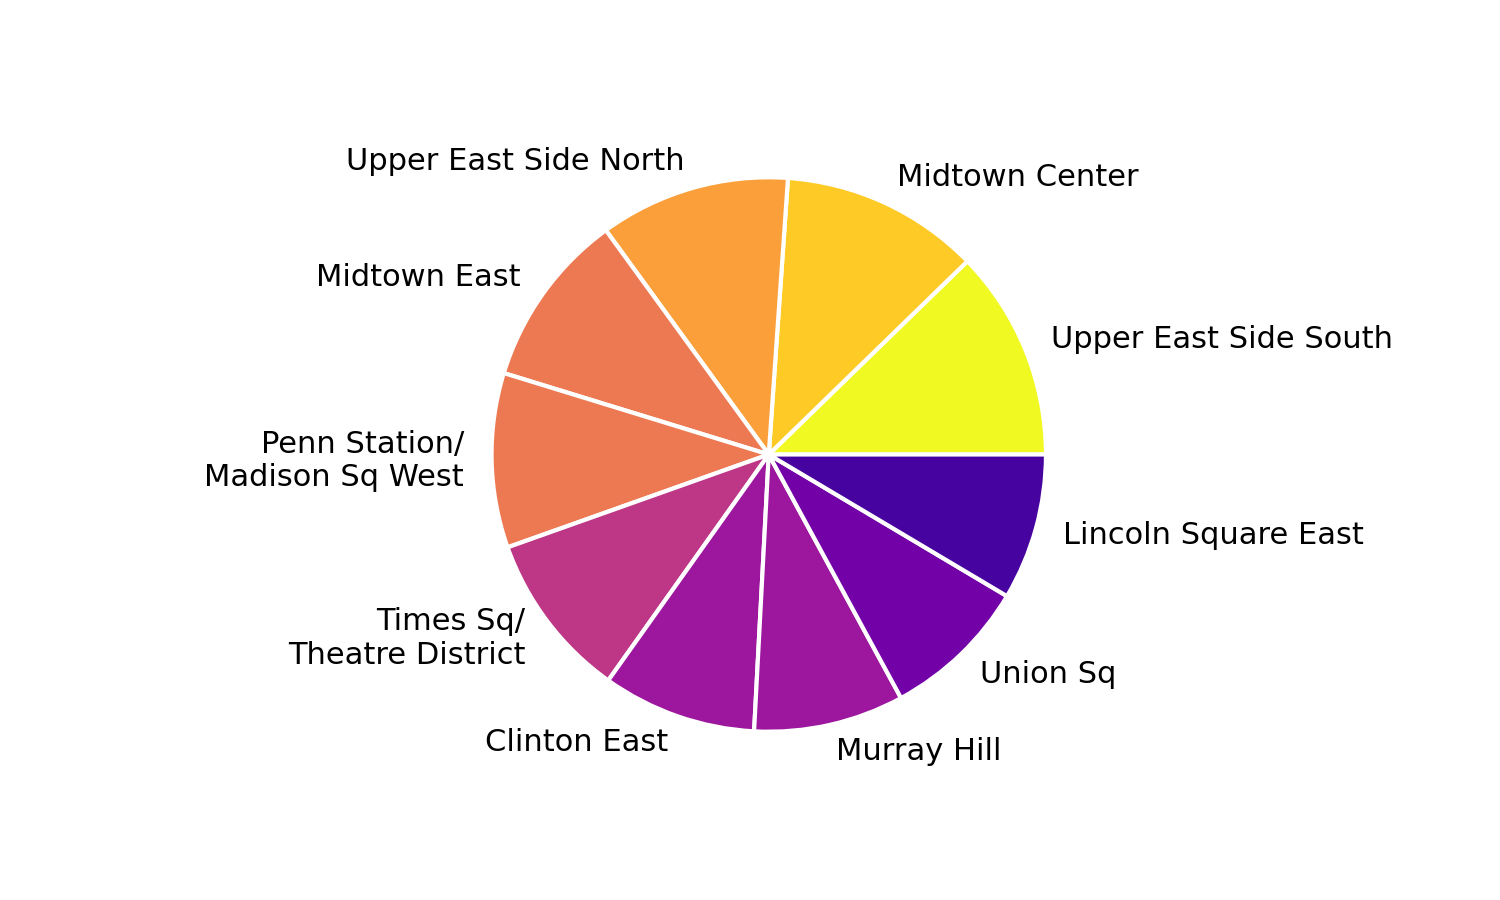 Upper East Side North
Midtown Center
Midtown East
Upper East Side South
Penn Station/
Madison Sq West
Lincoln Square East
Times Sq/
Theatre District
Union Sq
Clinton East
Murray Hill